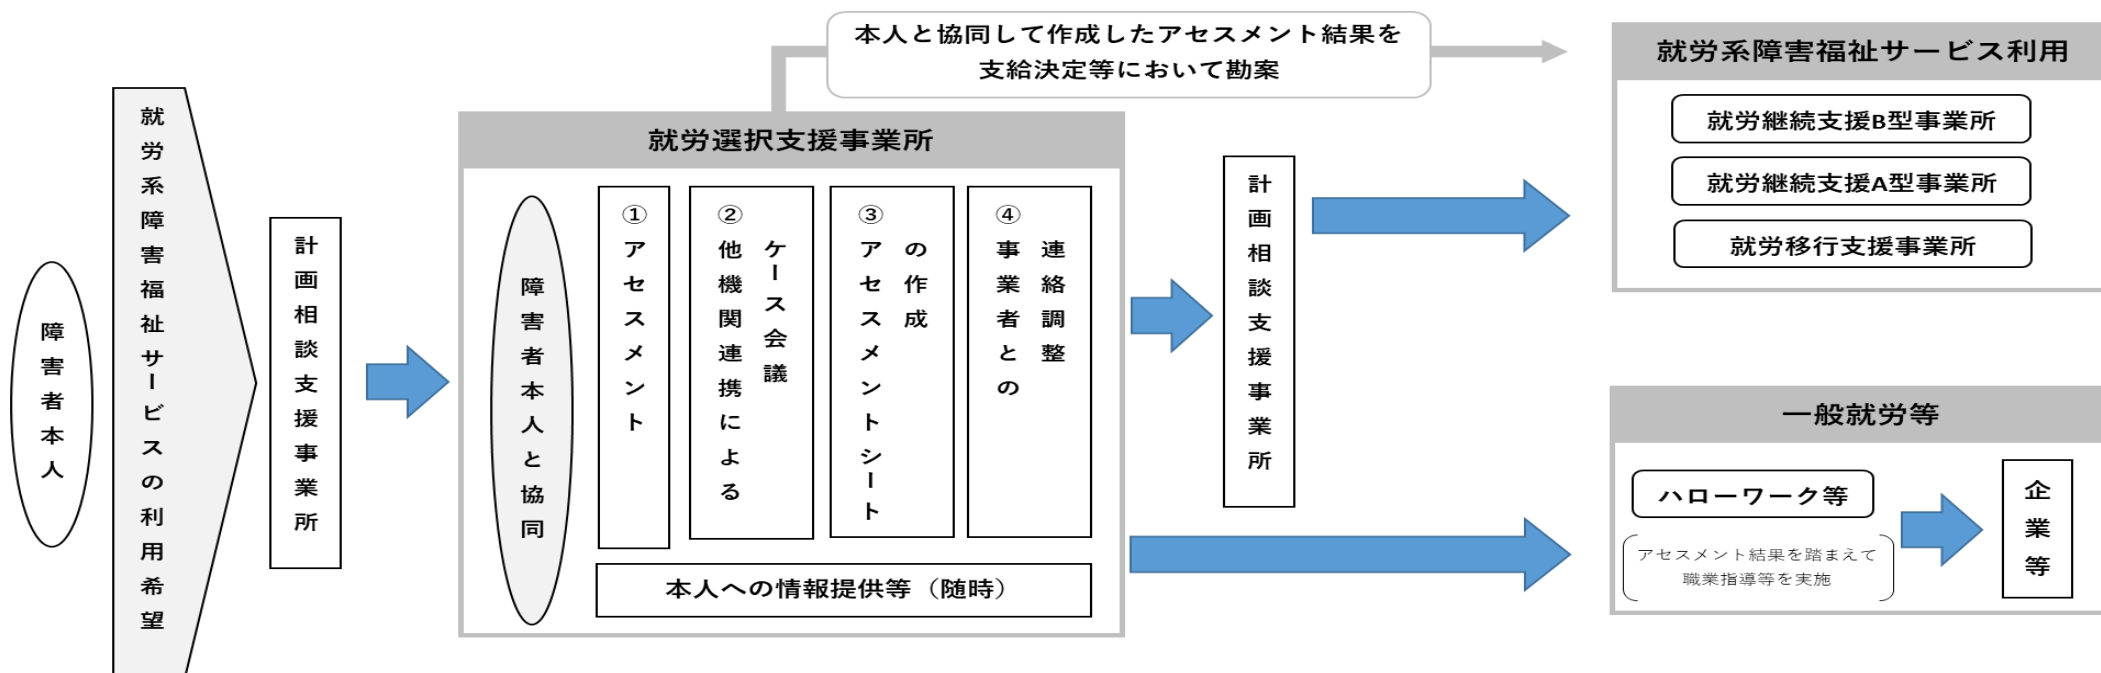 障害者本人
就労系障害福祉サービスの利用希望
計画相談支援事業所
本人と協同して作成したアセスメント結果を
支給決定等において勘案
就労選択支援事業所
障害者本人と協同
①アセスメント
②他機関連携による
ケース会議
③アセスメントシート
の作成
④事業者との
連絡調整
本人への情報提供等（随時）
計画相談支援事業所
就労系障害福祉サービス利用
就労継続支援B型事業所
就労継続支援A型事業所
就労移行支援事業所
一般就労等
ハローワーク等
アセスメント結果を踏まえて
職業指導等を実施
企業等